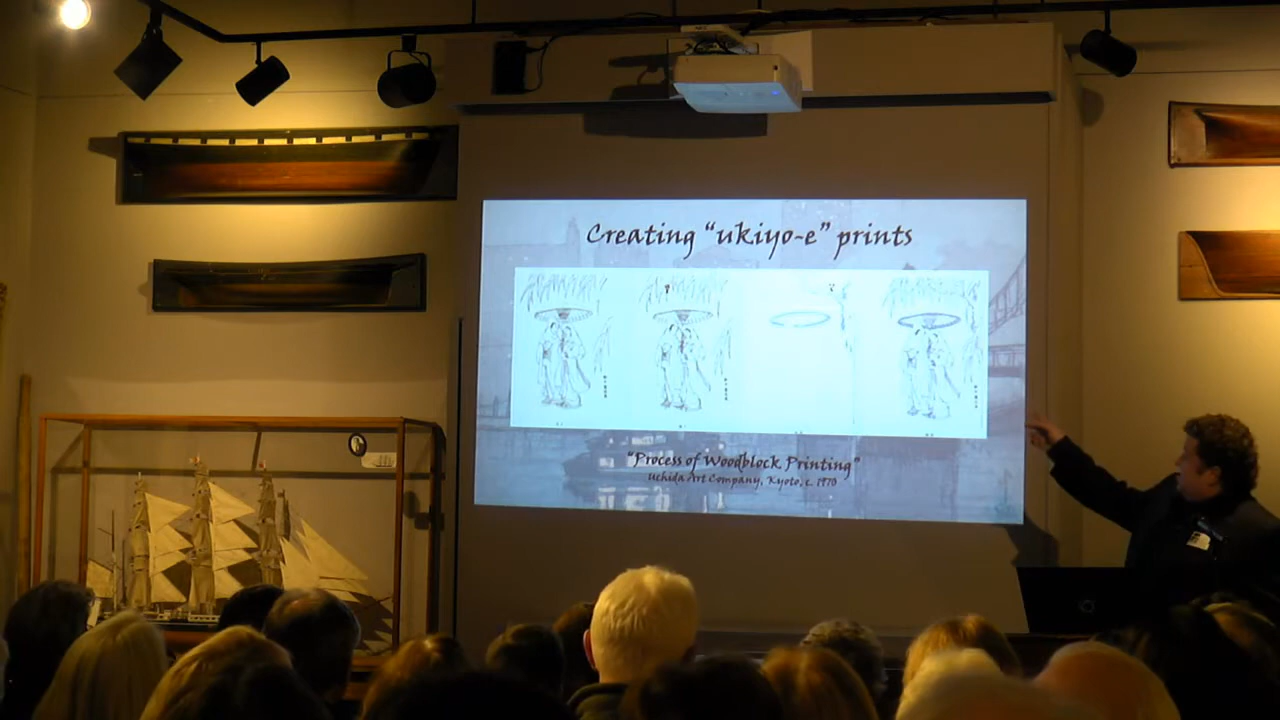 Creating “ukiyo-e” prints
“Process of Woodblock Printing”
Uchida Art Company, Kyoto, c. 1970